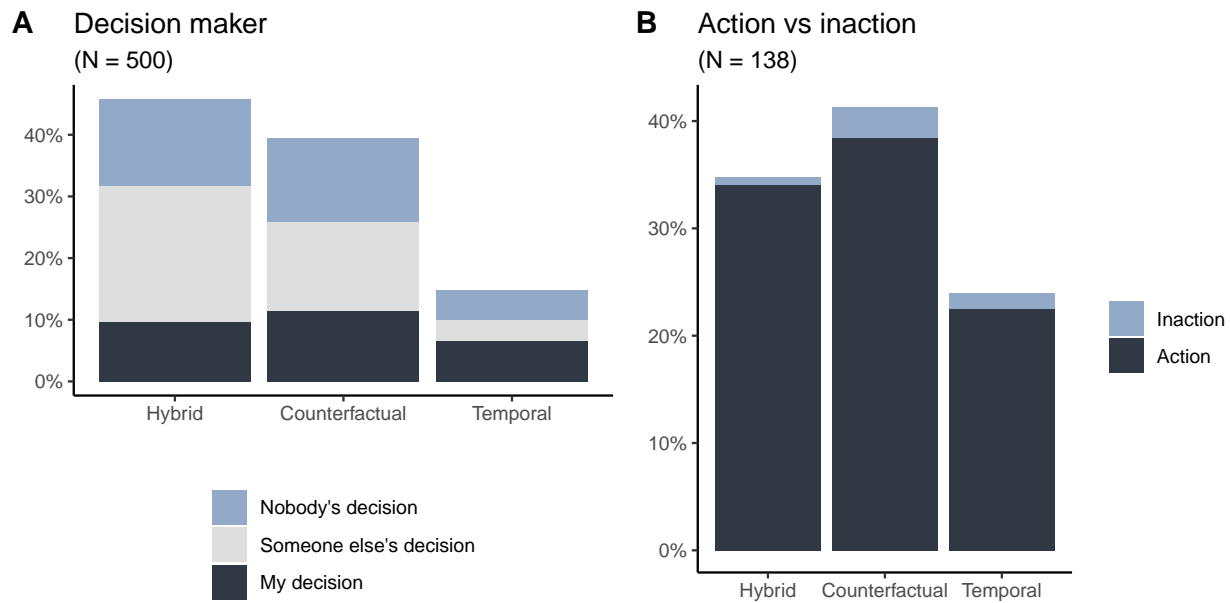 A Decision maker
(N = 500)
40%
30%
20%
10%
0%
Hybrid Counterfactual Temporal
Nobody's decision
Someone else's decision
My decision
B Action vs inaction
(N = 138)
40%
30%
20%
10%
0%
Hybrid Counterfactual Temporal
Inaction
Action